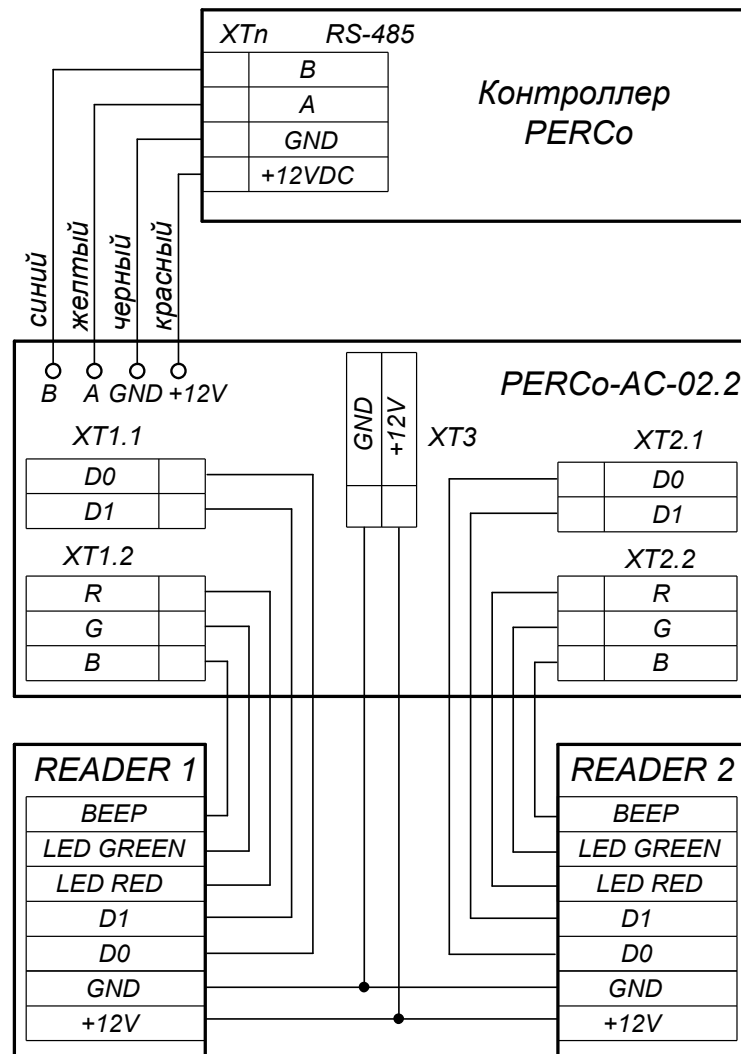 XTn RS-485
B
A
GND
+12VDC
Контроллер
PERCo
синий
желтый
черный
красный
B A GND +12V
PERCo-AC-02.2
GND
+12V
XT3
XT1.1
D0
D1
XT1.2
R
G
B
XT2.1
D0
D1
XT2.2
R
G
B
READER 1
BEEP
LED GREEN
LED RED
D1
D0
GND
+12V
READER 2
BEEP
LED GREEN
LED RED
D1
D0
GND
+12V